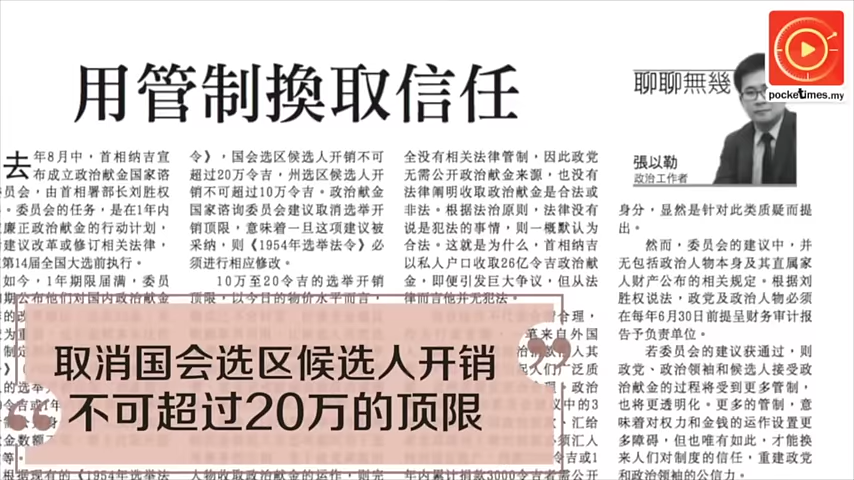 用管制換取信任
聊聊無幾
pocketimes.my
張以勒
政治工作者
去年8月中，首相纳吉宣
布成立政治献金国家谘
员会，由首相署部长刘胜权
。委员会的任务，是在1年内
廉正政治献金的行动计划，
建议改革或修订相关法律，
第14届全国大选前执行。
如今，1年期限届满，委员
期公布他们对国内政治献金
令》，国会选区候选人开销不可
超过20万令吉，州选区候选人开
销不可超过10万令吉。政治献金
国家谘询委员会建议取消选举开
销顶限，意味着一旦这项建议被
采纳，则《1954年选举法令》必
须进行相应修改。
10万至20令吉的选举开销
顶限，以今日的物价水平而言，
全没有相关法律管制，因此政党
无需公开政治献金来源，也没有
法律阐明收取政治献金是合法或
非法。根据法治原则，法律没有
说是犯法的事情，则一概默认为
合法。这就是为什么，首相纳吉
以私人户口收取26亿令吉政治献
金，即便引发巨大争议，但从法
律而言他并无犯法。
身分，显然是针对此类质疑而提
出。
然而，委员会的建议中，并
无包括政治人物本身及其直属家
人财产公布的相关规定。根据刘
胜权说法，政党及政治人物必须
在每年6月30日前提呈财务审计报
告予负责单位。
若委员会的建议获通过，则
政党、政治领袖和候选人接受政
治献金的过程将受到更多管制，
也将更透明化。更多的管制，意
味着对权力和金钱的运作设置更
多障碍，但也唯有如此，才能换
来人们对制度的信任，重建政党
和政治领袖的公信力。
取消国会选区候选人开销
不可超过20万的顶限